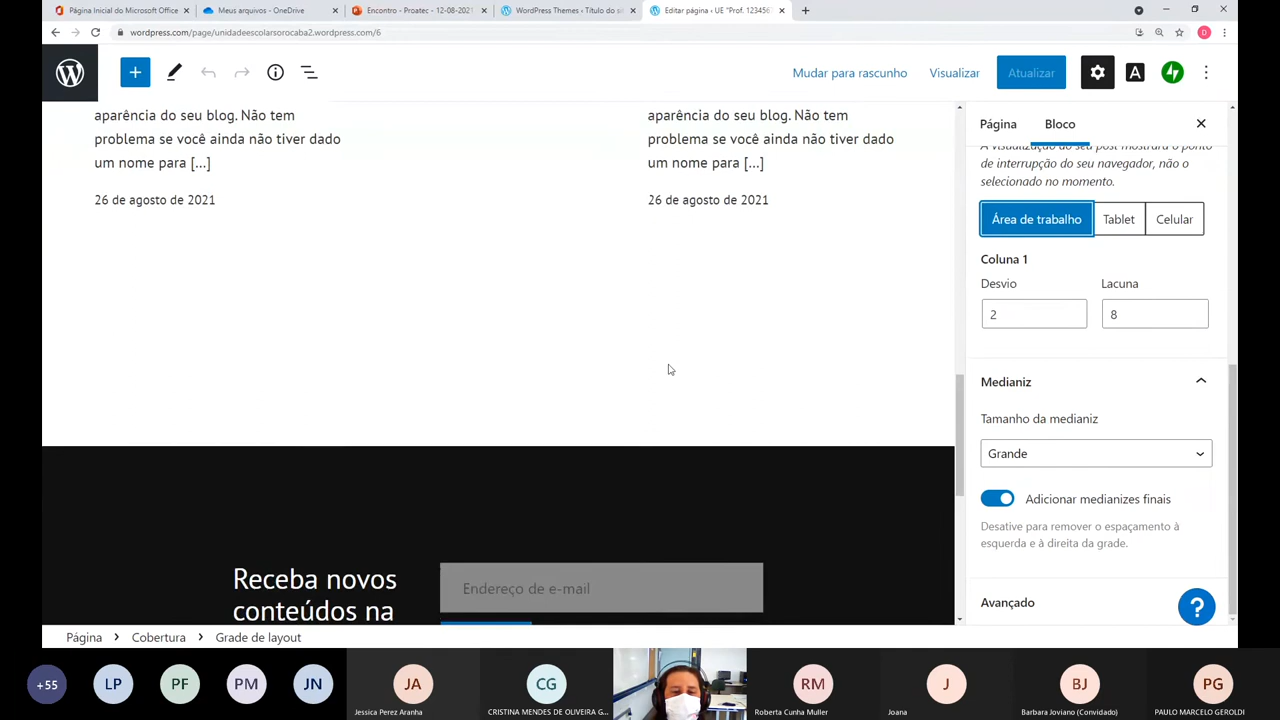 Página Inicial do Microsoft Office
Meus arquivos - OneDrive
Encontro - Proatec - 12-08-2021
WordPress Themes ‹ Título do si
Editar página ‹ UE "Prof. 123456
wordpress.com/page/unidadeescolarsorocaba2.wordpress.com/6
D
Mudar para rascunho
Visualizar
Atualizar
A
aparência do seu blog. Não tem
problema se você ainda não tiver dado
um nome para [...]
26 de agosto de 2021
aparência do seu blog. Não tem
problema se você ainda não tiver dado
um nome para [...]
26 de agosto de 2021
Receba novos
conteúdos na
Endereço de e-mail
Página
Bloco
A visualização do seu post mostrará o ponto
de interrupção do seu navegador, não o
selecionado no momento.
Área de trabalho
Tablet
Celular
Coluna 1
Desvio
Lacuna
2
8
Medianiz
Tamanho da medianiz
Grande
Adicionar medianizes finais
Desative para remover o espaçamento à
esquerda e à direita da grade.
Avançado
?
Página > Cobertura > Grade de layout
+55
LP
PF
PM
JN
JA
Jessica Perez Aranha
CG
CRISTINA MENDES DE OLIVEIRA G...
RM
Roberta Cunha Muller
J
Joana
BJ
Barbara Joviano (Convidado)
PG
PAULO MARCELO GEROLDI